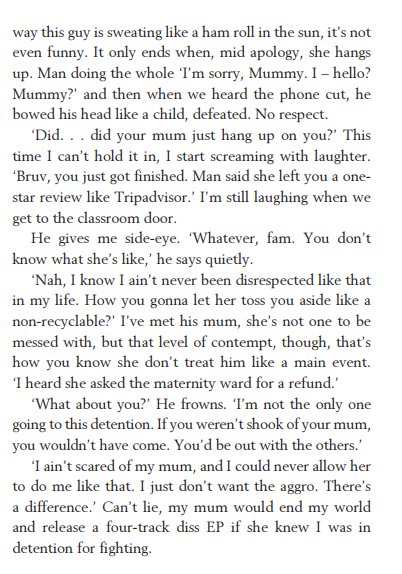 way this guy is sweating like a ham roll in the sun, it’s not
even funny. It only ends when, mid apology, she hangs
up. Man doing the whole ‘I’m sorry, Mummy. I – hello?
Mummy?’ and then when we heard the phone cut, he
bowed his head like a child, defeated. No respect.
‘Did. . . did your mum just hang up on you?’ This
time I can’t hold it in, I start screaming with laughter.
‘Bruv, you just got finished. Man said she left you a one-
star review like Tripadvisor.’ I’m still laughing when we
get to the classroom door.
He gives me side-eye. ‘Whatever, fam. You don’t
know what she’s like,’ he says quietly.
‘Nah, I know I ain’t never been disrespected like that
in my life. How you gonna let her toss you aside like a
non-recyclable?’ I’ve met his mum, she’s not one to be
messed with, but that level of contempt, though, that’s
how you know she don’t treat him like a main event.
‘I heard she asked the maternity ward for a refund.’
‘What about you?’ He frowns. ‘I’m not the only one
going to this detention. If you weren’t shook of your mum,
you wouldn’t have come. You’d be out with the others.’
‘I ain’t scared of my mum, and I could never allow her
to do me like that. I just don’t want the aggro. There’s
a difference.’ Can’t lie, my mum would end my world
and release a four-track diss EP if she knew I was in
detention for fighting.